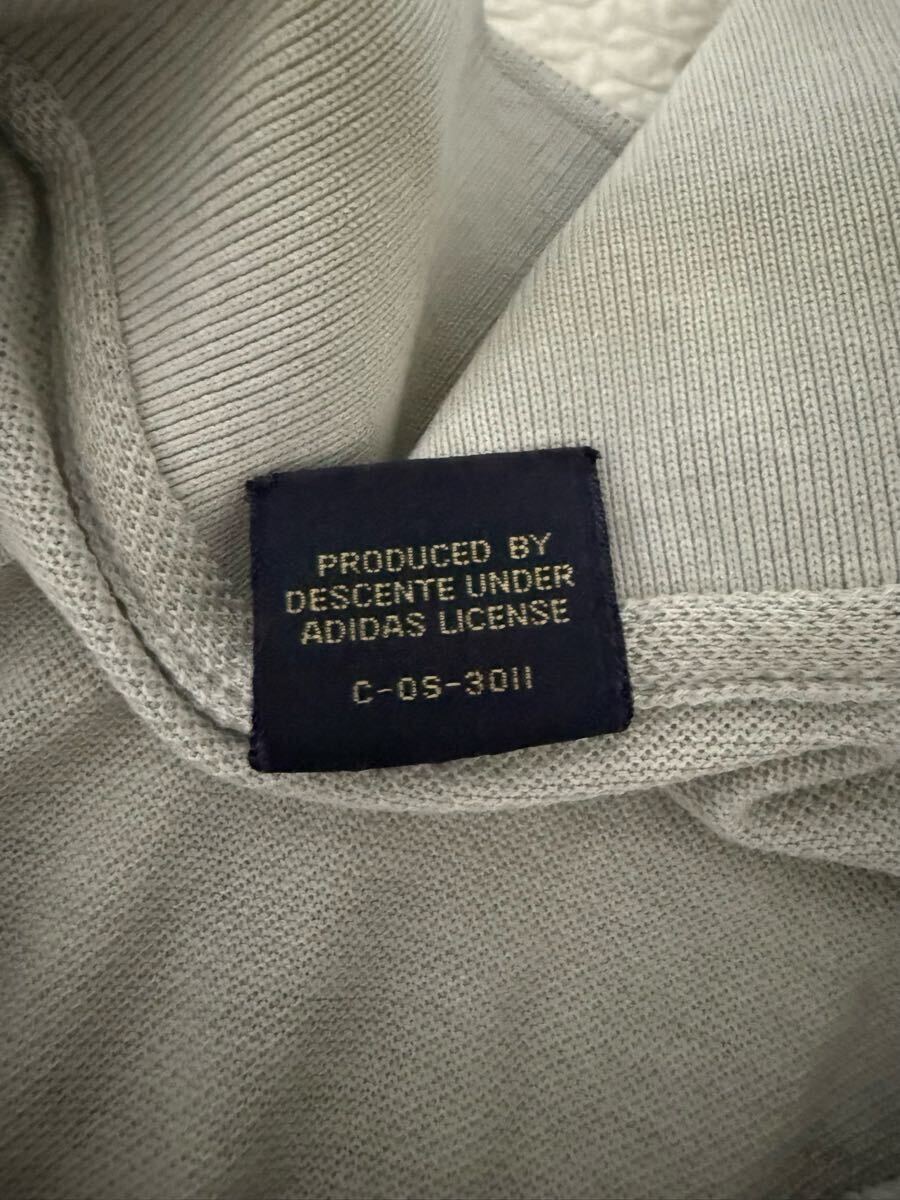 PRODUCED BY
DESCENTE UNDER
ADIDAS LICENSE
C-OS-3011